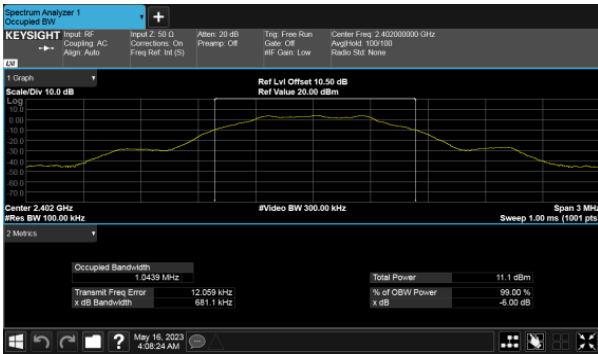 Spectrum Analyzer 1
Occupied BW
+
KEYSIGHT
Input: RF
Coupling: AC
Align: Auto
Input Z: 50 Ω
Corrections: On
Freq Ref: Int (S)
Atten: 20 dB
Preamp: Off
Trig: Free Run
Gate: Off
#IF Gain: Low
Center Freq: 2.402000000 GHz
Avg|Hold: 100/100
Radio Std: None
LXI
1 Graph
Scale/Div 10.0 dB
Ref Lvl Offset 10.50 dB
Ref Value 20.00 dBm
Log
10.0
0.00
-10.0
-20.0
-30.0
-40.0
-50.0
-60.0
-70.0
Center 2.402 GHz
#Video BW 300.00 kHz
Span 3 MHz
#Res BW 100.00 kHz
Sweep 1.00 ms (1001 pts
2 Metrics
Occupied Bandwidth
1.0439 MHz
Total Power 11.1 dBm
Transmit Freq Error 12.059 kHz
% of OBW Power 99.00 %
x dB Bandwidth 681.1 kHz
x dB -6.00 dB
?
May 16, 2023
4:08:24 AM